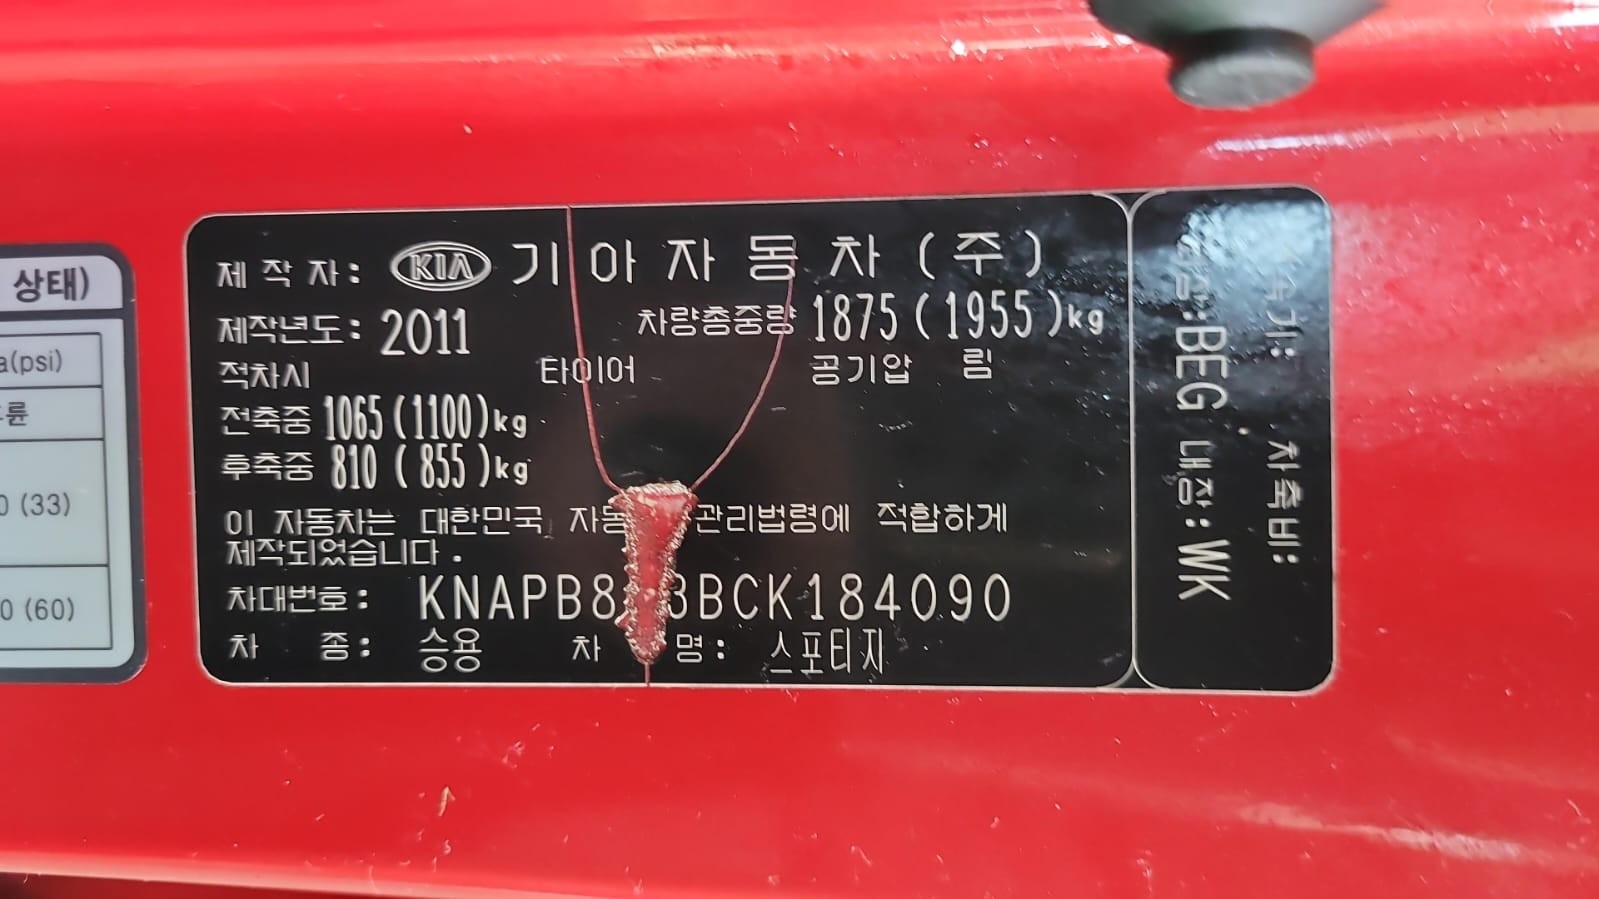 상태)
a(psi)
0 (33)
0 (60)
제 작 자: KIA 기아자동차(주)
제작년도: 2011 차량총중량 1875(1955)kg
적차시 타이어 공기압 림
전축중 1065(1100)kg
후축중 810 (855)kg
이 자동차는 대한민국 관리법령에 적합하게
제작되었습니다.
차대번호:
차 종: 승용 차 명: 스포티지
:BEG 내장:WK
차축비: